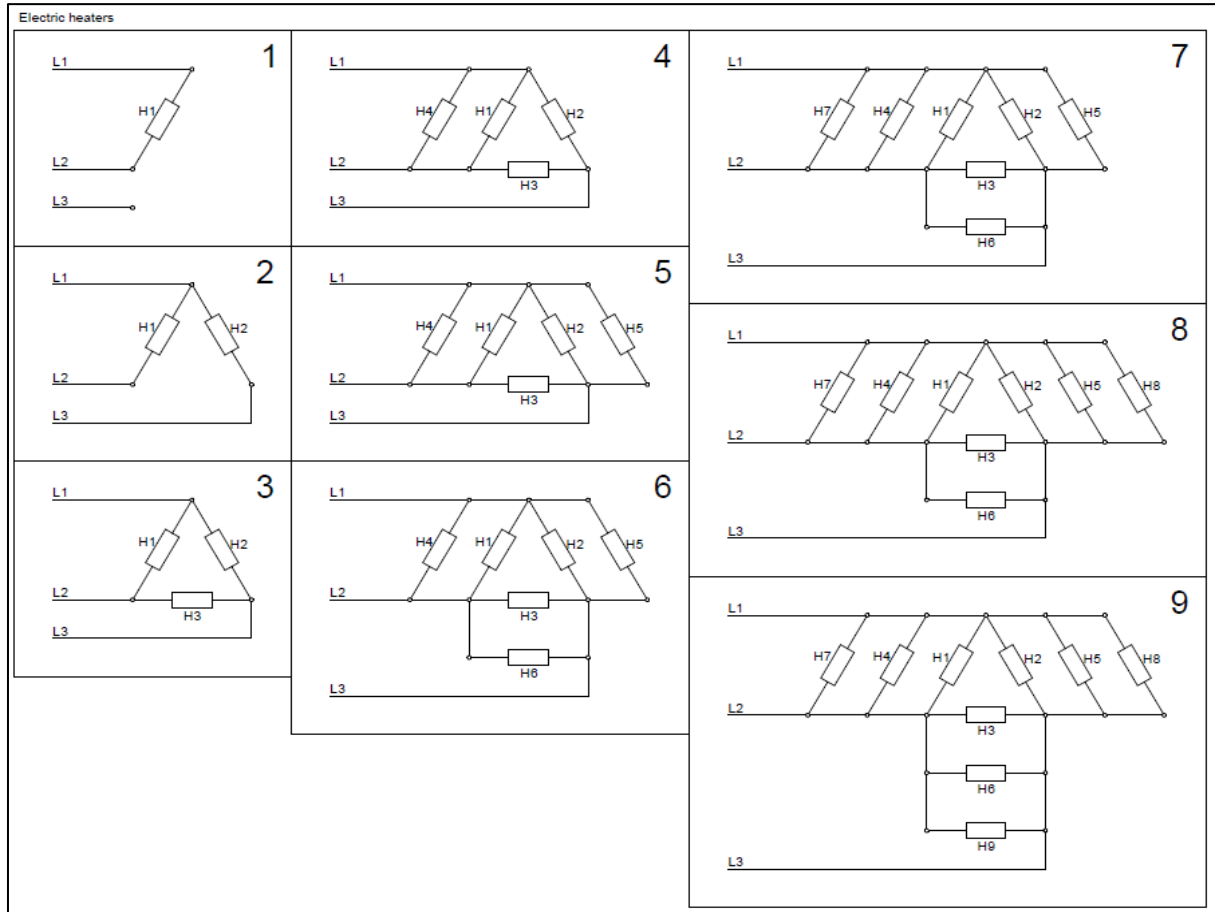 Electric heaters
1
L1
H1
L2
L3
2
L1
H1 H2
L2
L3
3
L1
H1 H2
L2
H3
L3
4
L1
H4 H1 H2
L2
H3
L3
5
L1
H4 H1 H2 H5
L2
H3
L3
6
L1
H4 H1 H2 H5
L2
H3
H6
L3
7
L1
H7 H4 H1 H2 H5
L2
H3
H6
L3
8
L1
H7 H4 H1 H2 H5 H8
L2
H3
H6
L3
9
L1
H7 H4 H1 H2 H5 H8
L2
H3
H6
H9
L3